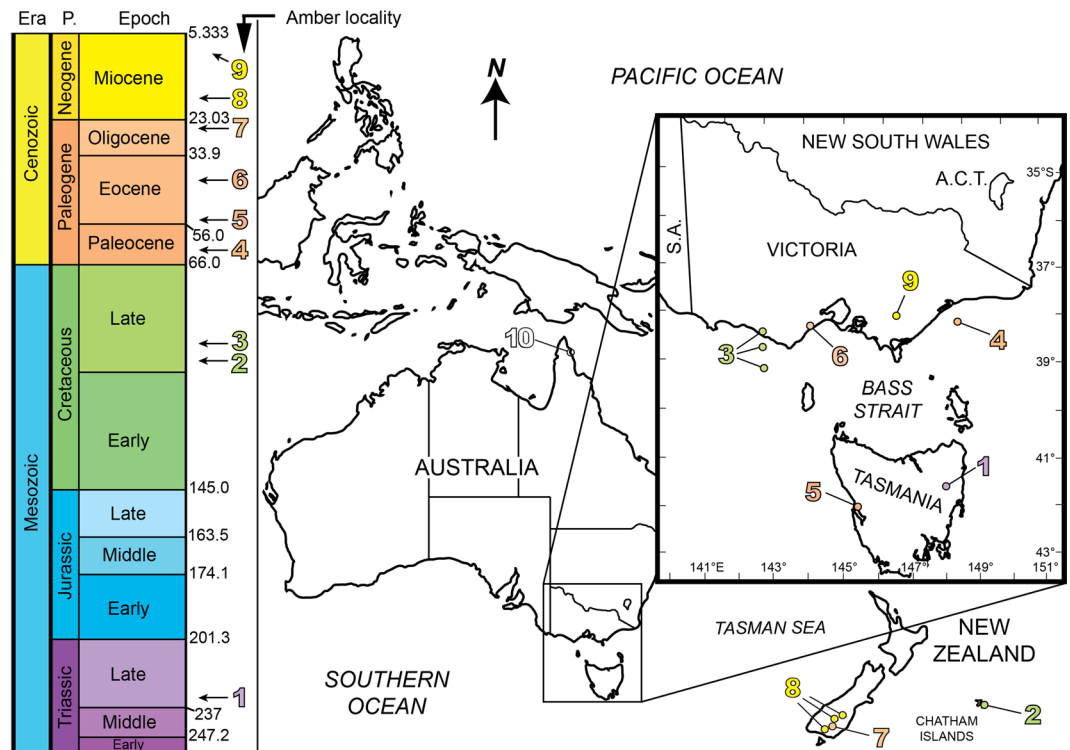 Era
P.
Epoch
Amber locality
5.333
Cenozoic
Neogene
Miocene
9
8
23.03
Paleogene
Oligocene
7
33.9
Eocene
6
5
56.0
Paleocene
4
66.0
Mesozoic
Cretaceous
Late
3
2
Early
145.0
Jurassic
Late
163.5
Middle
174.1
Early
201.3
Triassic
Late
1
237
Middle
247.2
Early
N
PACIFIC OCEAN
10
AUSTRALIA
SOUTHERN
OCEAN
NEW SOUTH WALES
A.C.T.
35°S
S.A.
VICTORIA
37°
9
3
6
4
39°
BASS
STRAIT
41°
1
TASMANIA
5
43°
141°E
143°
145°
147°
149°
151°
TASMAN SEA
NEW
ZEALAND
8
7
2
CHATHAM
ISLANDS